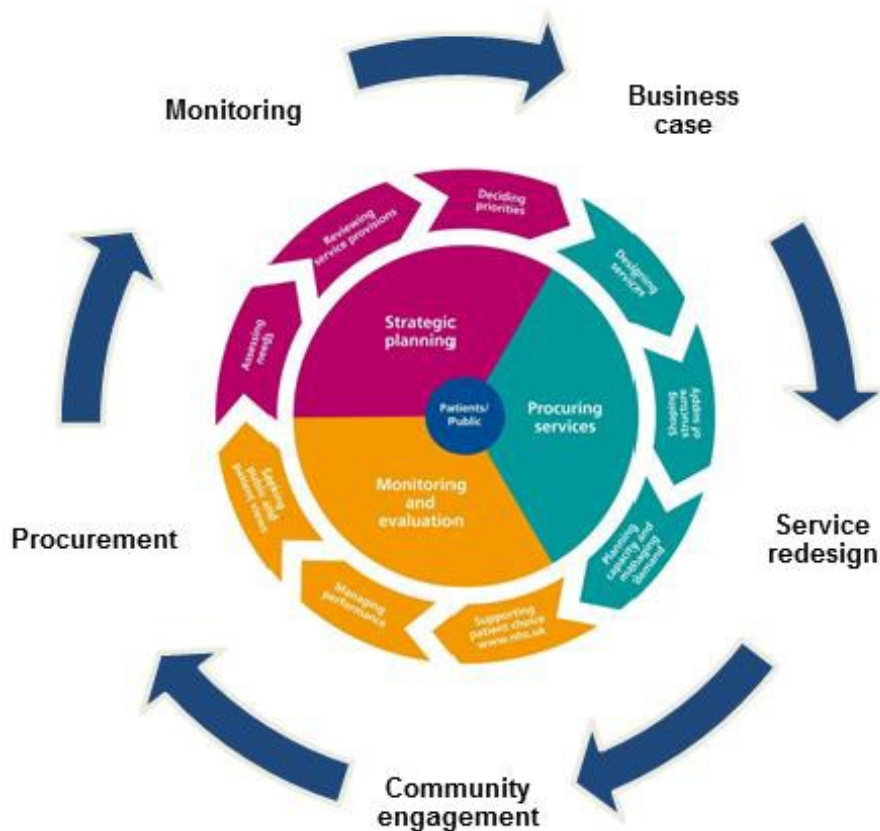 Monitoring
Business
case
Service
redesign
Community
engagement
Procurement
Deciding
priorities
Designing
services
Shaping
structure
of supply
Planning
capacity and
managing
demand
Supporting
patient choice
www.nhs.uk
Managing
performance
Seeking
public and
patient views
Assessing
needs
Reviewing
service provisions
Strategic
planning
Procuring
services
Monitoring
and
evaluation
Patients/
Public